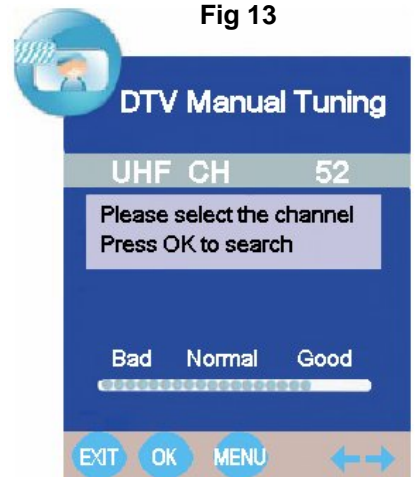 Fig 13
DTV Manual Tuning
UHF CH 52
Please select the channel
Press OK to search
Bad Normal Good
EXIT OK MENU